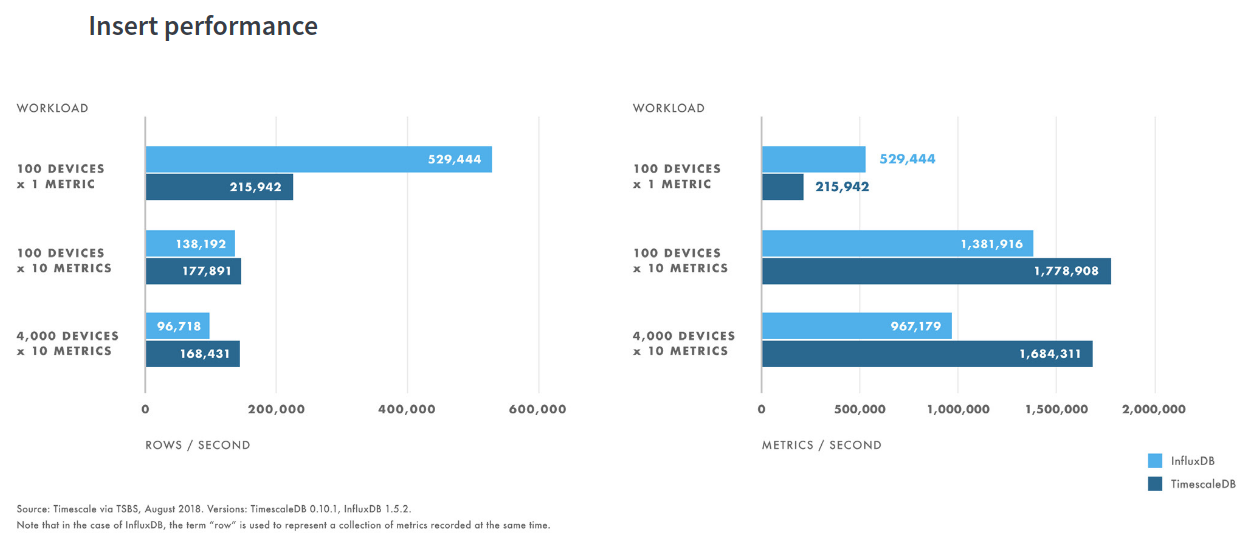 Insert performance
WORKLOAD
100 DEVICES
x 1 METRIC
529,444
215,942
100 DEVICES
x 10 METRICS
138,192
177,891
4,000 DEVICES
x 10 METRICS
96,718
168,431
0 200,000 400,000 600,000
ROWS / SECOND
WORKLOAD
100 DEVICES
x 1 METRIC
529,444
215,942
100 DEVICES
x 10 METRICS
1,381,916
1,778,908
4,000 DEVICES
x 10 METRICS
967,179
1,684,311
0 500,000 1,000,000 1,500,000 2,000,000
METRICS / SECOND
InfluxDB
TimescaleDB
Source: Timescale via TSBS, August 2018. Versions: TimescaleDB 0.10.1, InfluxDB 1.5.2.
Note that in the case of InfluxDB, the term “row” is used to represent a collection of metrics recorded at the same time.